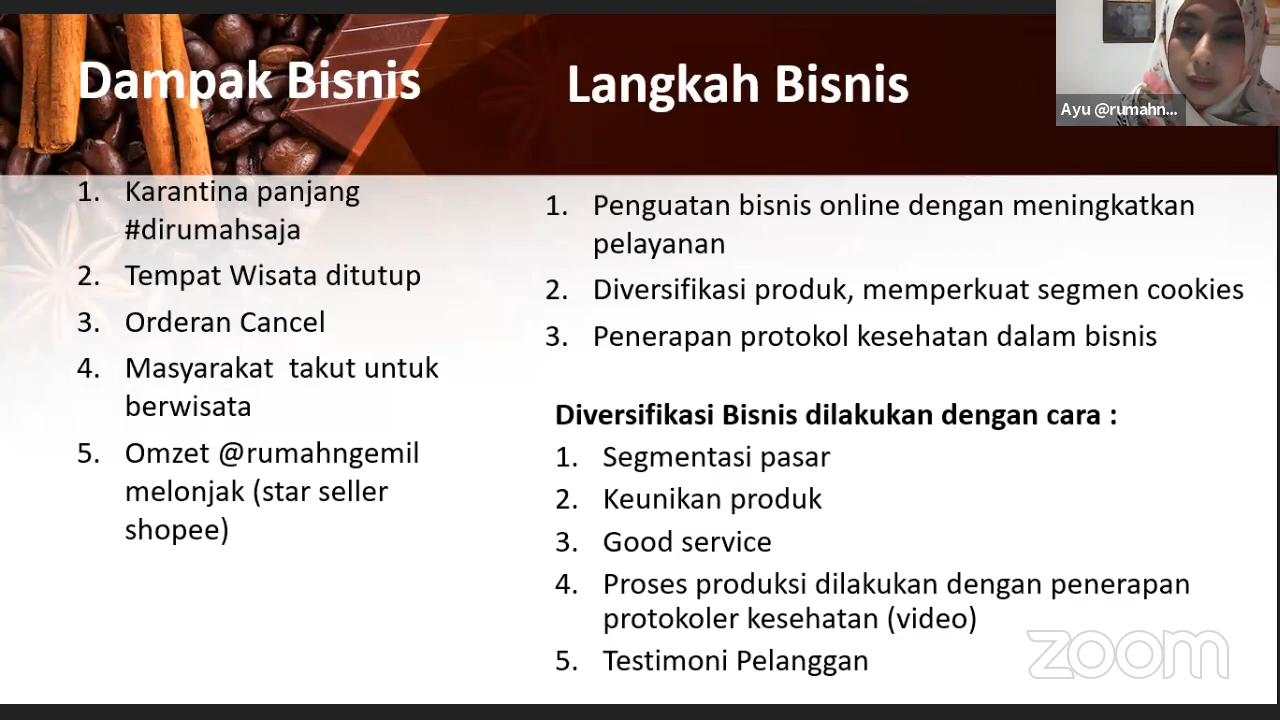 Dampak Bisnis
1. Karantina panjang
#dirumahsaja
2. Tempat Wisata ditutup
3. Orderan Cancel
4. Masyarakat takut untuk
berwisata
5. Omzet @rumahngemil
melonjak (star seller
shopee)
Langkah Bisnis
1. Penguatan bisnis online dengan meningkatkan
pelayanan
2. Diversifikasi produk, memperkuat segmen cookies
3. Penerapan protokol kesehatan dalam bisnis
Diversifikasi Bisnis dilakukan dengan cara :
1. Segmentasi pasar
2. Keunikan produk
3. Good service
4. Proses produksi dilakukan dengan penerapan
protokoler kesehatan (video)
5. Testimoni Pelanggan
Ayu @rumahn...
zoom